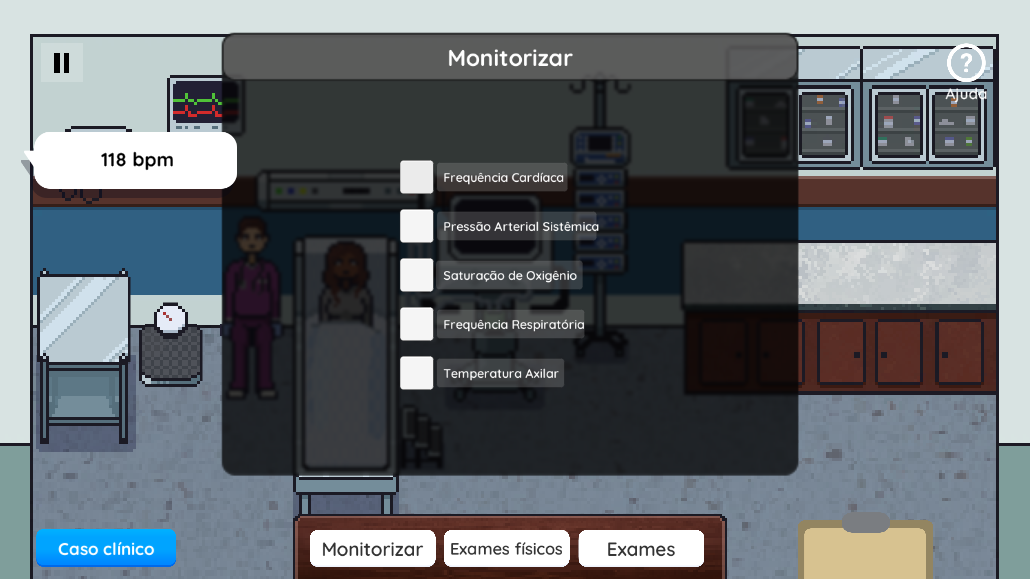 Monitorizar
?
Ajuda
118 bpm
Frequência Cardíaca
Pressão Arterial Sistêmica
Saturação de Oxigênio
Frequência Respiratória
Temperatura Axilar
Caso clínico
Monitorizar
Exames físicos
Exames